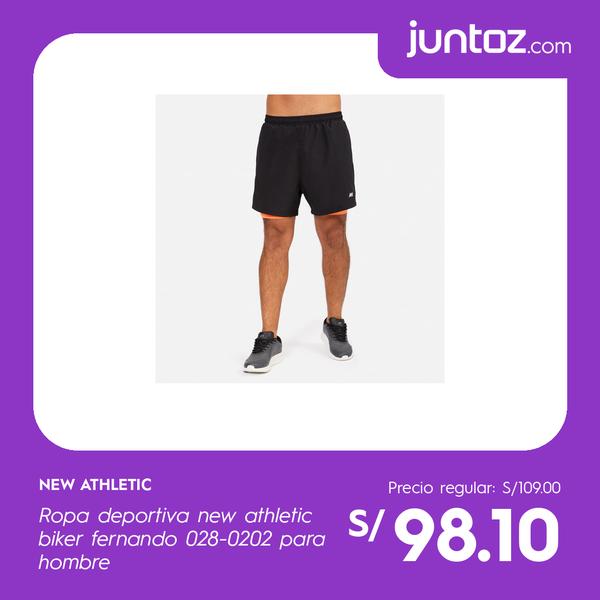 juntoz.com
NEW ATHLETIC
Ropa deportiva new athletic
biker fernando 028-0202 para
hombre
Precio regular: S/109.00
S/98.10